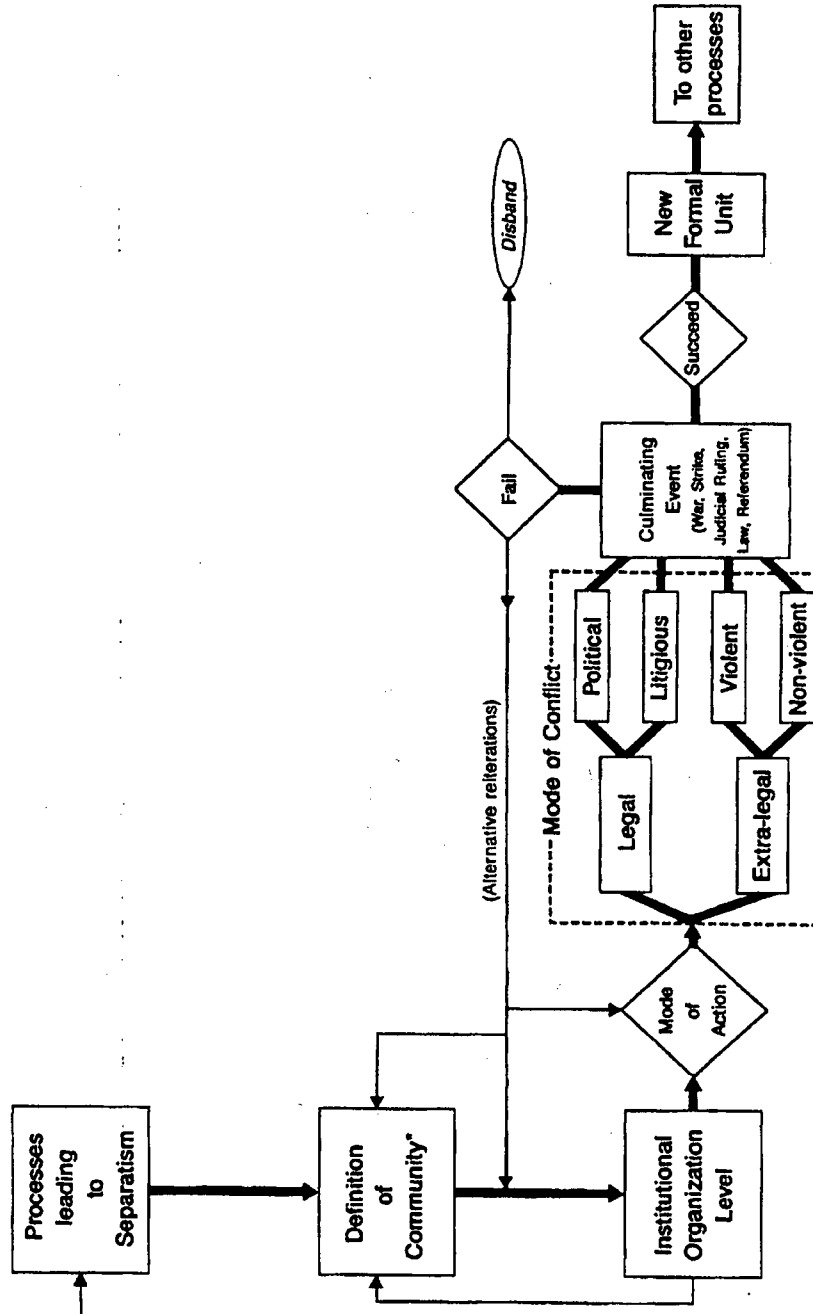 Processes
leading
to
Separatism
Definition
of
Community*
Institutional
Organization
Level
Mode
of
Action
(Alternative reiterations)
Mode of Conflict
Legal
Extra-legal
Political
Litigious
Violent
Non-violent
Culminating
Event
(War, Strike,
Judicial Ruling,
Law, Referendum)
Fail
Disband
Succeed
New
Formal
Unit
To other
processes